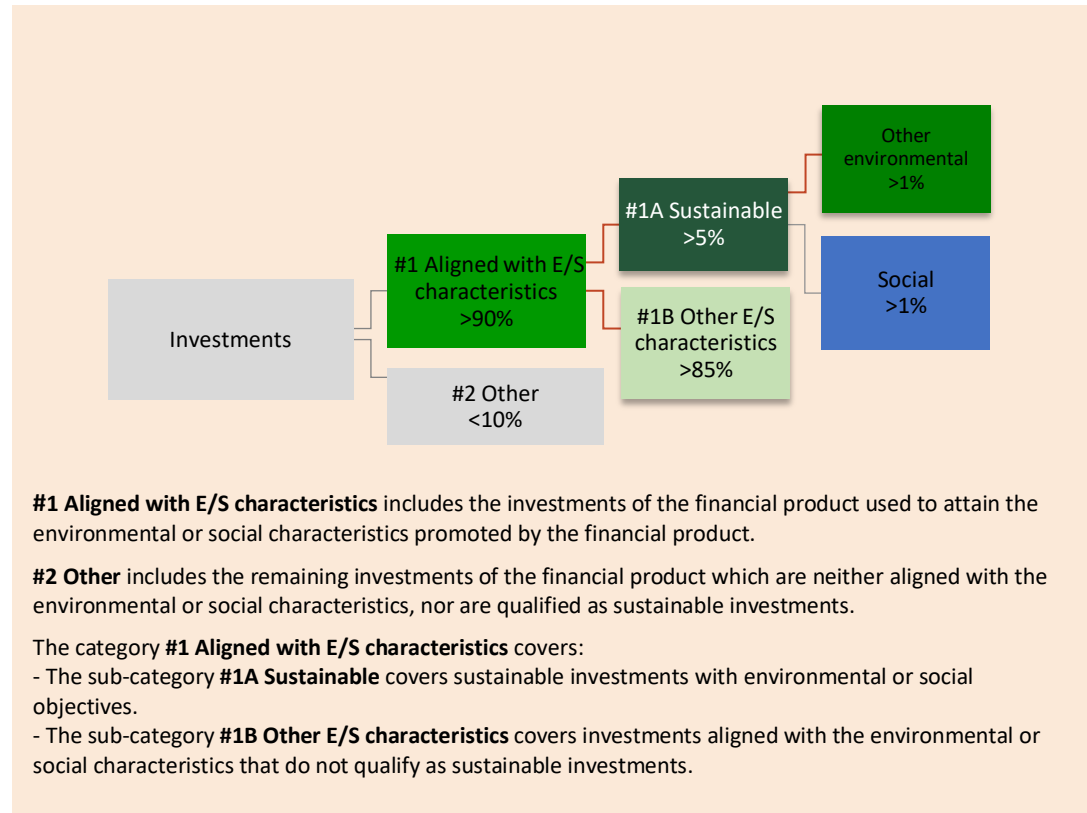 Other
environmental
>1%
#1A Sustainable
>5%
#1 Aligned with E/S
characteristics
>90%
Social
>1%
Investments
#1B Other E/S
characteristics
>85%
#2 Other
<10%
#1 Aligned with E/S characteristics includes the investments of the financial product used to attain the
environmental or social characteristics promoted by the financial product.
#2 Other includes the remaining investments of the financial product which are neither aligned with the
environmental or social characteristics, nor are qualified as sustainable investments.
The category #1 Aligned with E/S characteristics covers:
- The sub-category #1A Sustainable covers sustainable investments with environmental or social
objectives.
- The sub-category #1B Other E/S characteristics covers investments aligned with the environmental or
social characteristics that do not qualify as sustainable investments.